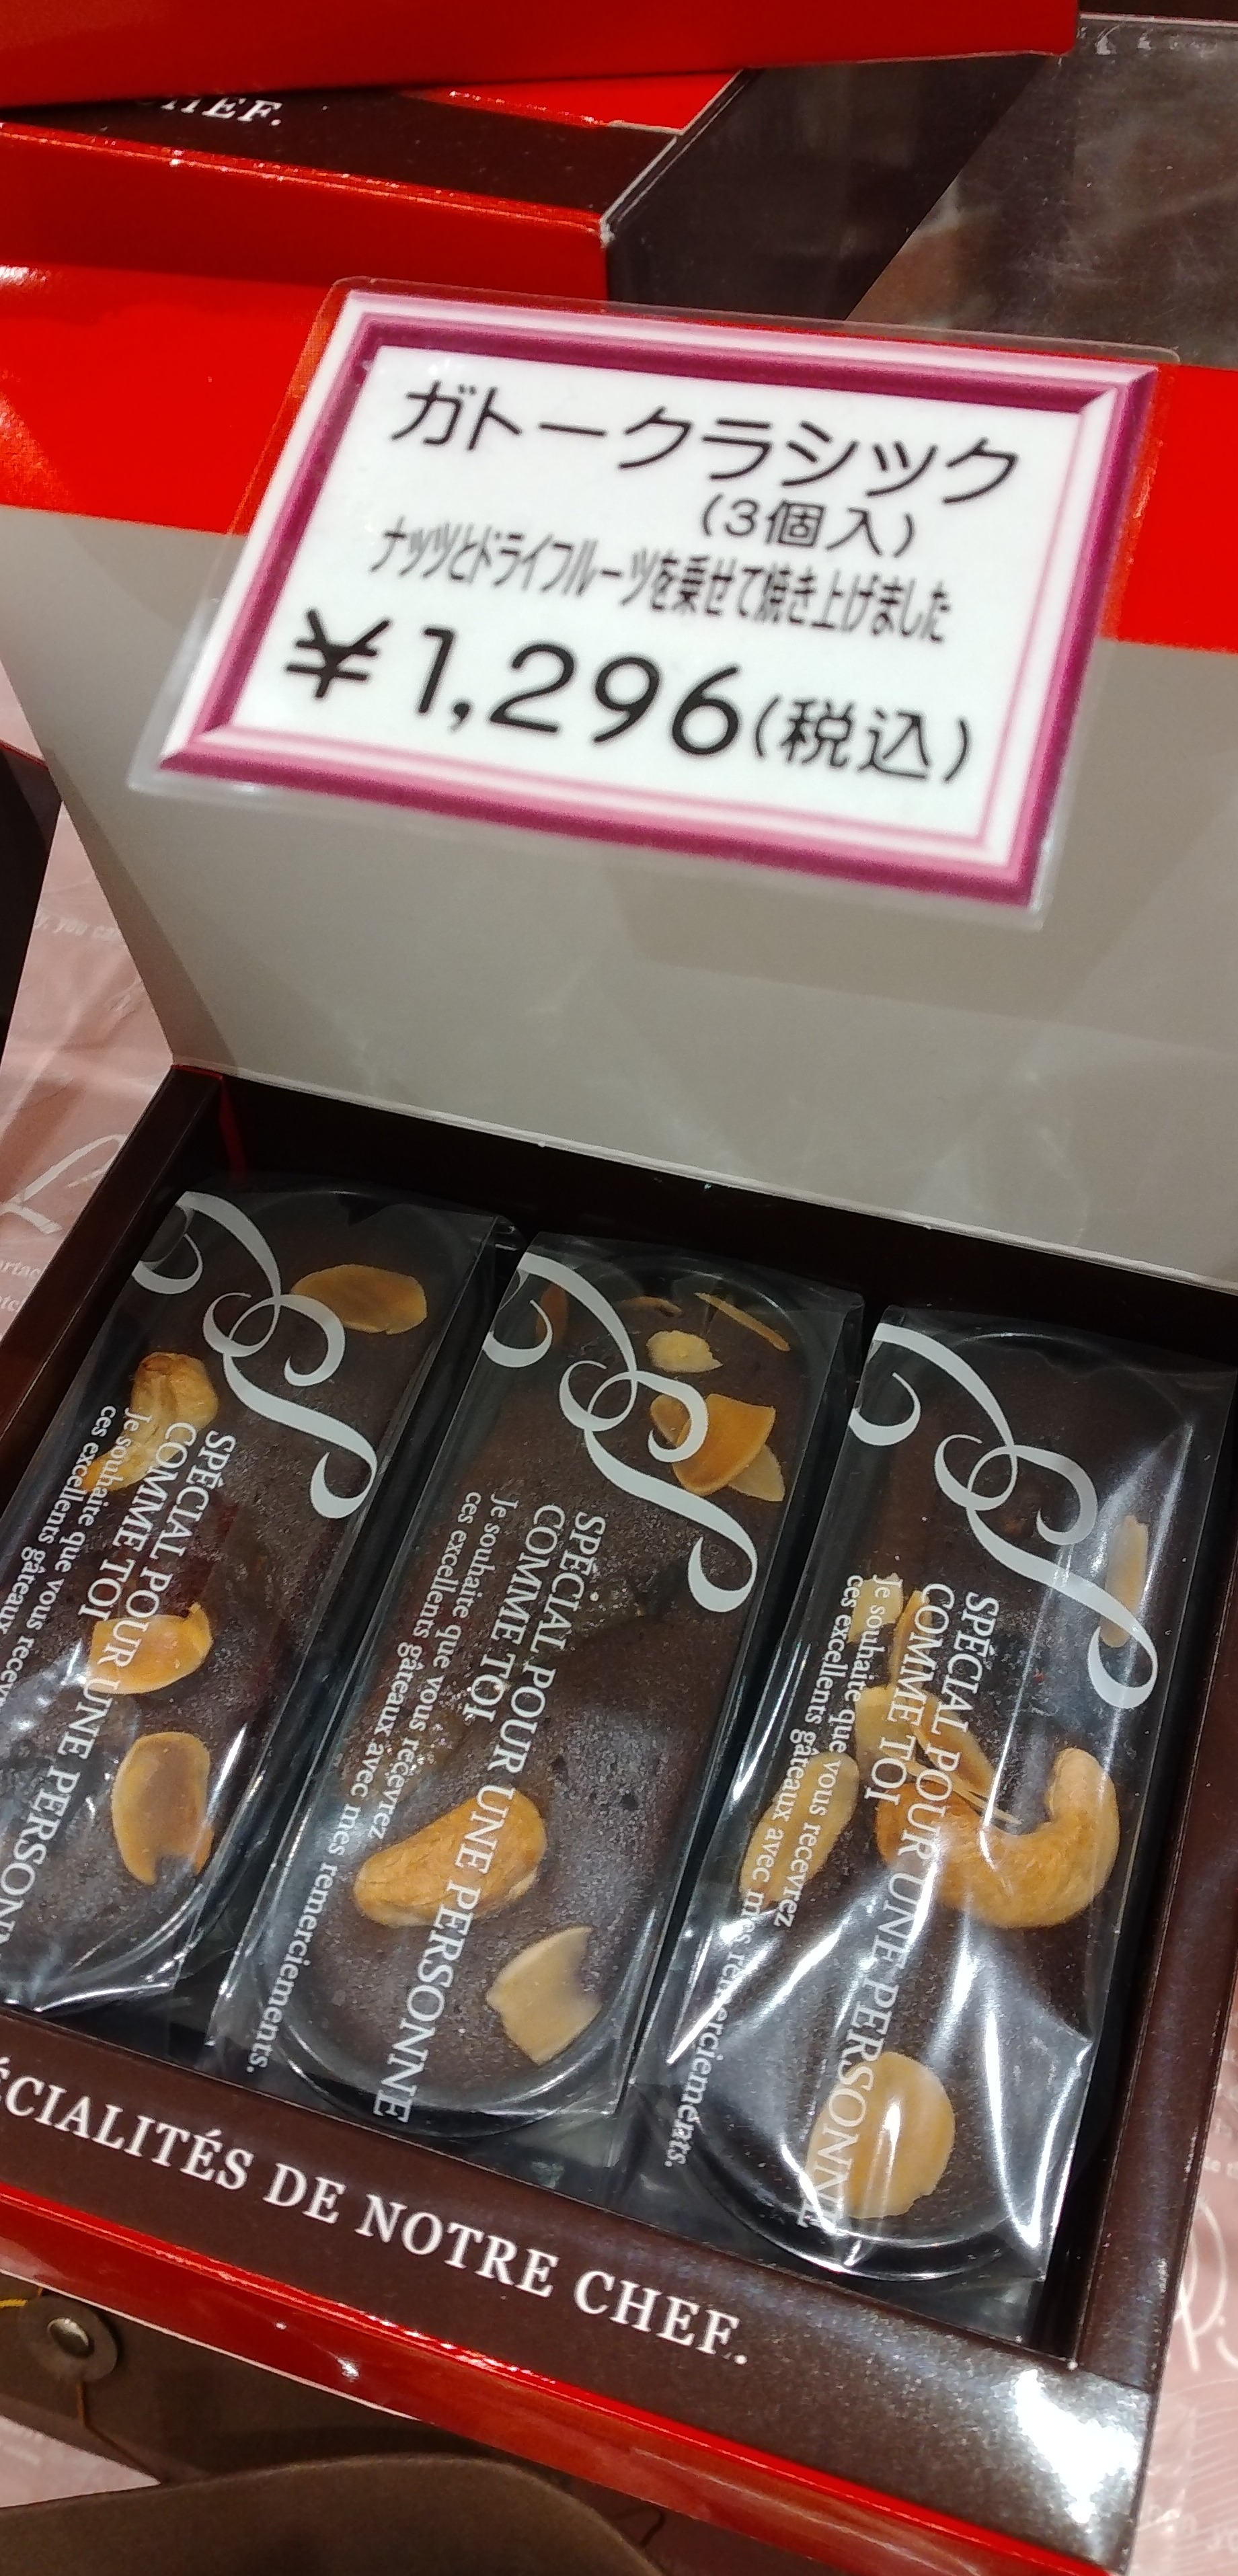 CHEF.
ガトークラシック
(3個入)
ナッツとドライフルーツを乗せて焼き上げました
¥1,296(税込)
SPÉCIAL POUR UNE PERSONNE
COMME TOI
Je souhaite que vous recevrez
ces excellents gâteaux
SPÉCIAL POUR UNE PERSONNE
COMME TOI
Je souhaite que vous recevrez
ces excellents gâteaux avec mes remerciements.
SPÉCIAL POUR UNE PERSONNE
COMME TOI
Je souhaite que vous recevrez
ces excellents gâteaux avec mes remerciements.
ÉCIALITÉS DE NOTRE CHEF.